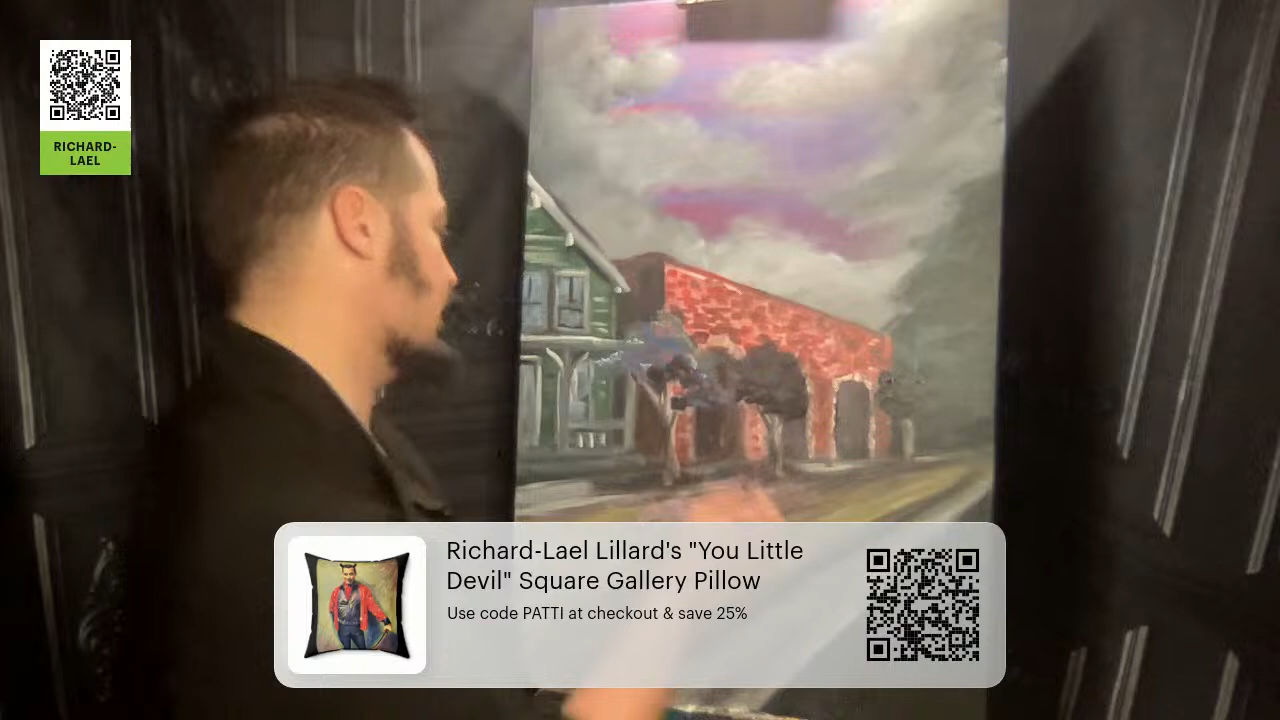 RICHARD-
LAEL
Richard-Lael Lillard's "You Little
Devil" Square Gallery Pillow
Use code PATTI at checkout & save 25%